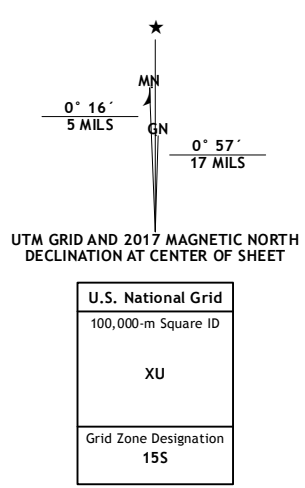 MN
0° 16´
5 MILS
GN
0° 57´
17 MILS
UTM GRID AND 2017 MAGNETIC NORTH
DECLINATION AT CENTER OF SHEET
U.S. National Grid
100,000-m Square ID
XU
Grid Zone Designation
15S